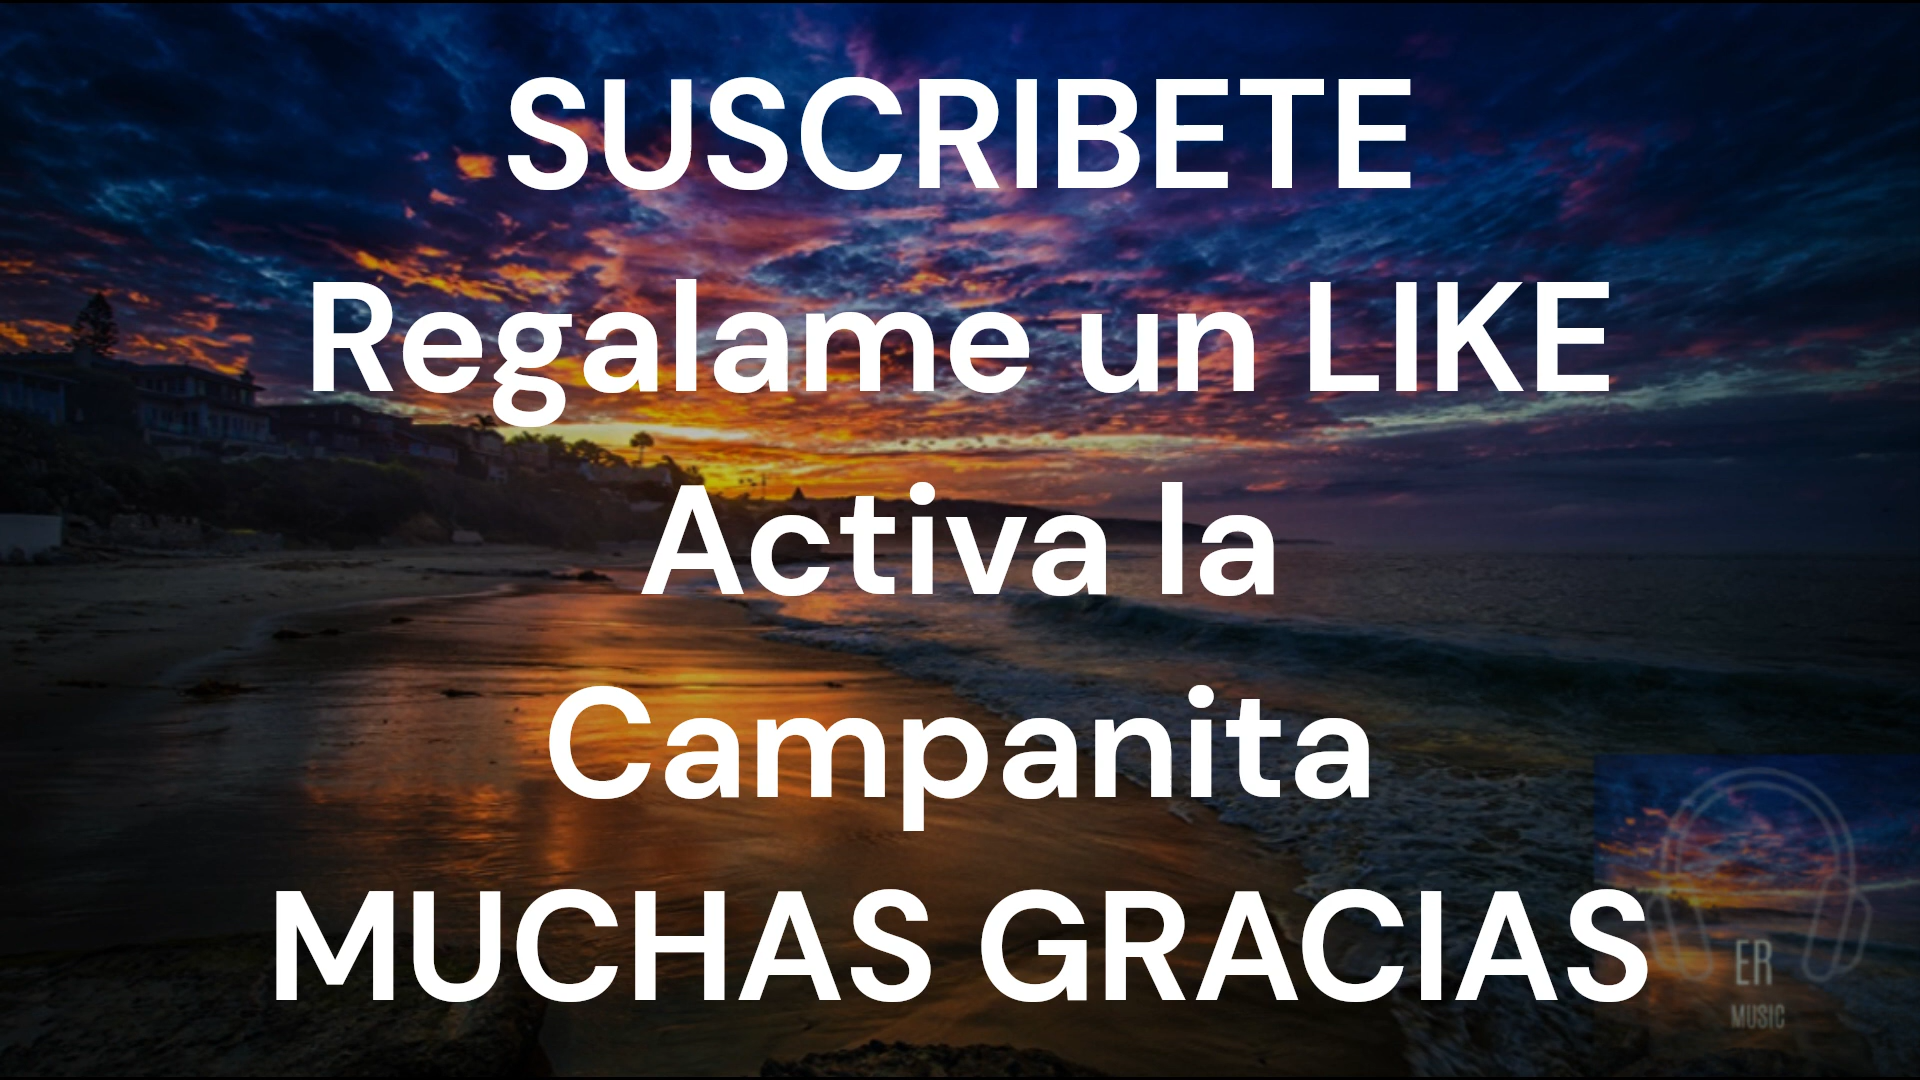 SUSCRIBETE
Regalame un LIKE
Activa la
Campanita
MUCHAS GRACIAS
ER
MUSIC